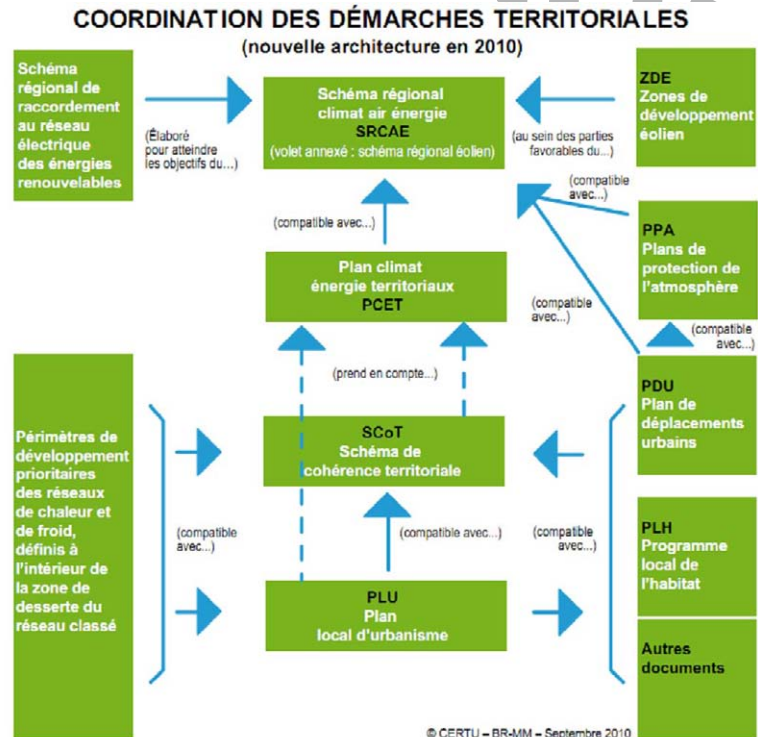 COORDINATION DES DÉMARCHES TERRITORIALES
(nouvelle architecture en 2010)
Schéma
régional de
raccordement
au réseau
électrique
des énergies
renouvelables
(Élaboré
pour atteindre
les objectifs du...)
Schéma régional
climat air énergie
SRCAE
(volet annexé : schéma régional éolien)
(au sein des parties
favorables du...)
ZDE
Zones de
développement
éolien
(compatible
avec...)
PPA
Plans de
protection de
l'atmosphère
(compatible avec...)
Plan climat
énergie territoriaux
PCET
(compatible
avec...)
(compatible
avec...)
(prend en compte...)
PDU
Plan de
déplacements
urbains
Périmètres de
développement
prioritaires
des réseaux
de chaleur et
de froid,
définis à
l'intérieur de
la zone de
desserte du
réseau classé
SCoT
Schéma de
cohérence territoriale
(compatible
avec...)
(compatible avec...)
(compatible
avec...)
PLH
Programme
local de
l'habitat
PLU
Plan
local d'urbanisme
Autres
documents
© CERTU – BR-MM – Septembre 2010